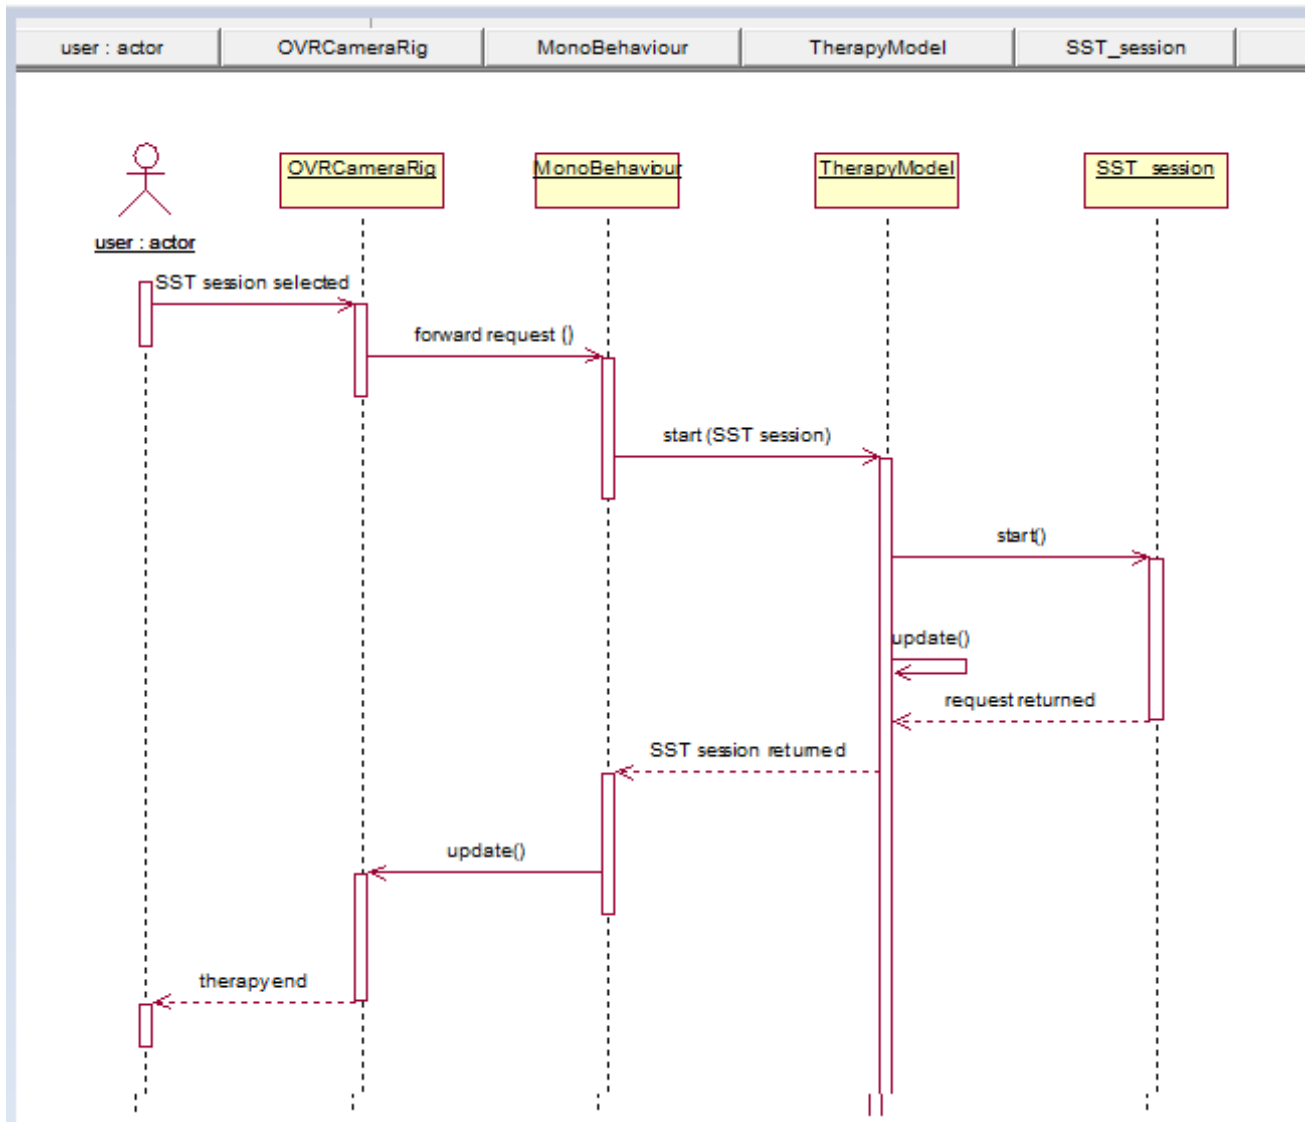 user : actor
OVRCameraRig
MonoBehaviour
TherapyModel
SST_session
OVRCameraRig
MonoBehaviour
TherapyModel
SST_session
user : actor
SST session selected
forward request ()
start (SST session)
start()
update()
request returned
SST session returned
update()
therapy end